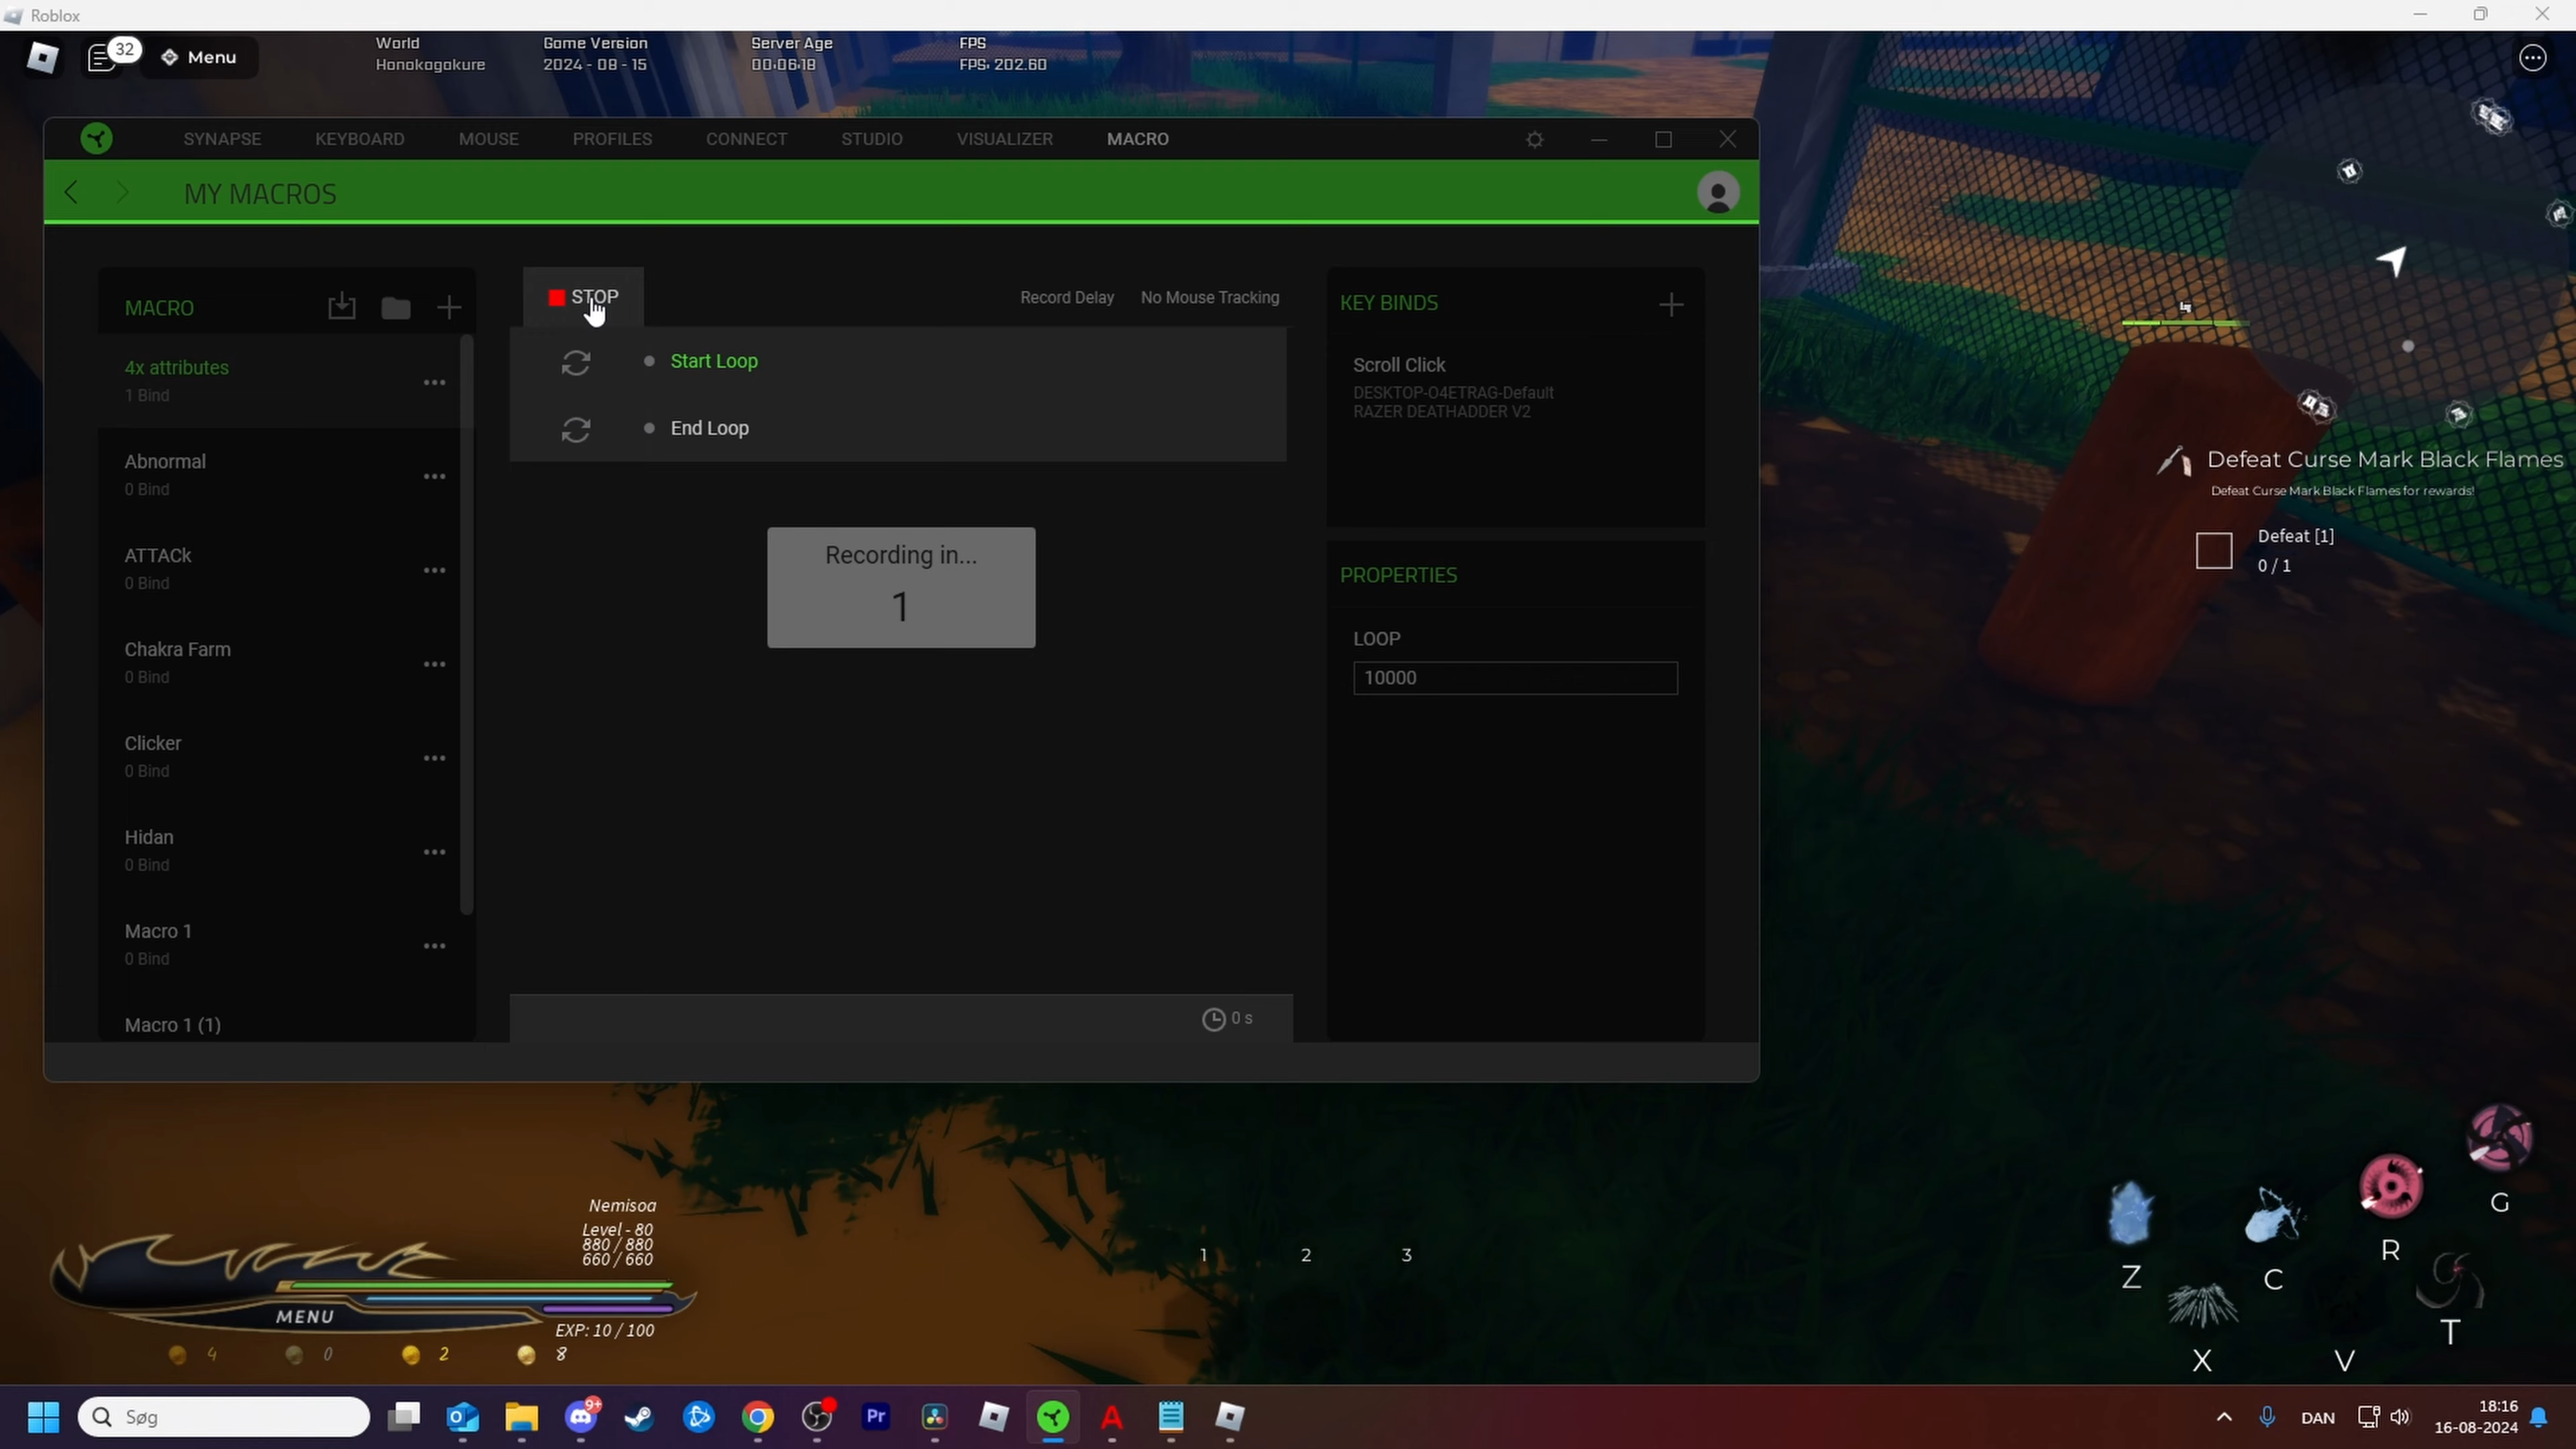 Roblox
32
Menu
World
Honokagakure
Game Version
2024 - 08 - 15
Server Age
00:06:18
FPS
FPS: 202.60
SYNAPSE KEYBOARD MOUSE PROFILES CONNECT STUDIO VISUALIZER MACRO
MY MACROS
MACRO
4x attributes
1 Bind
Abnormal
0 Bind
ATTACk
0 Bind
Chakra Farm
0 Bind
Clicker
0 Bind
Hidan
0 Bind
Macro 1
0 Bind
Macro 1 (1)
STOP
Record Delay No Mouse Tracking
Start Loop
End Loop
Recording in...
1
0 s
KEY BINDS
Scroll Click
DESKTOP-O4ETRAG-Default
RAZER DEATHADDER V2
PROPERTIES
LOOP
10000
Defeat Curse Mark Black Flames
Defeat Curse Mark Black Flames for rewards!
Defeat [1]
0 / 1
Nemisoa
Level - 80
880 / 880
660 / 660
MENU
EXP: 10 / 100
4 0 2 8
1 2 3
Z X C V R T G
Søg
9+
Pr
DAN
18:16
16-08-2024